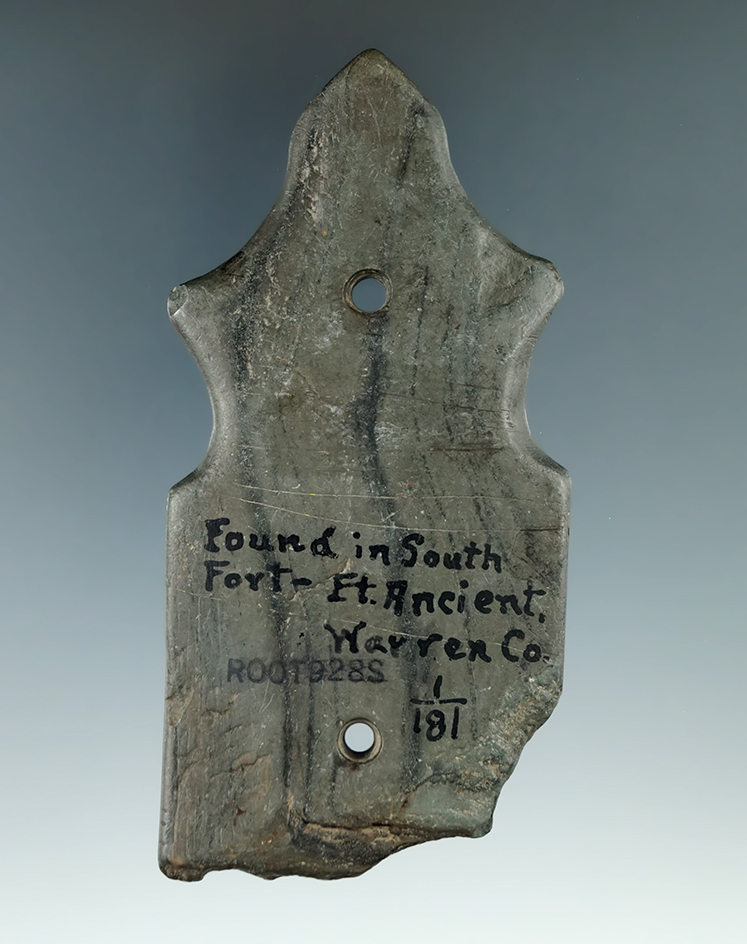 Found in South
Fort- Ft. Ancient,
Warren Co.
ROOT928S
1/181